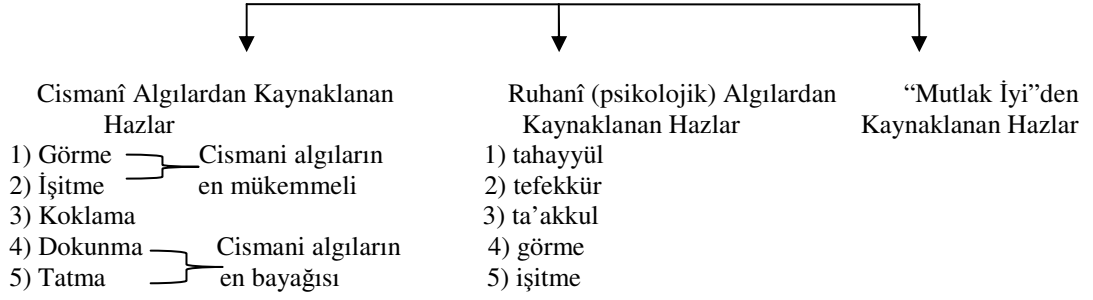 Cismanî Algılardan Kaynaklanan
Hazlar
1) Görme
2) İşitme
Cismani algıların
en mükemmeli
3) Koklama
4) Dokunma
5) Tatma
Cismani algıların
en bayağısı
Ruhanî (psikolojik) Algılardan
Kaynaklanan Hazlar
1) tahayyül
2) tefekkür
3) ta’akkul
4) görme
5) işitme
“Mutlak İyi”den
Kaynaklanan Hazlar